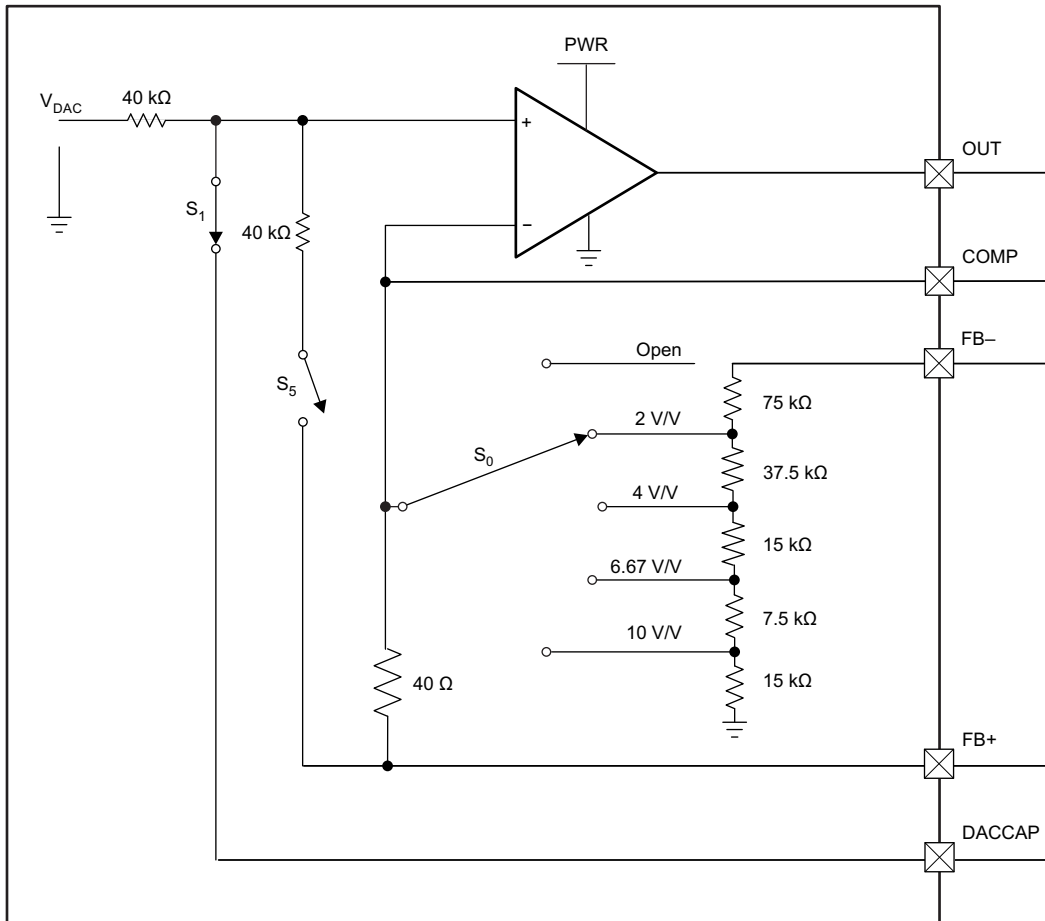 PWR
V_DAC
40 kΩ
+
OUT
S_1
40 kΩ
−
COMP
FB–
Open
S_5
75 kΩ
2 V/V
S_0
37.5 kΩ
4 V/V
15 kΩ
6.67 V/V
7.5 kΩ
10 V/V
40 Ω
15 kΩ
FB+
DACCAP